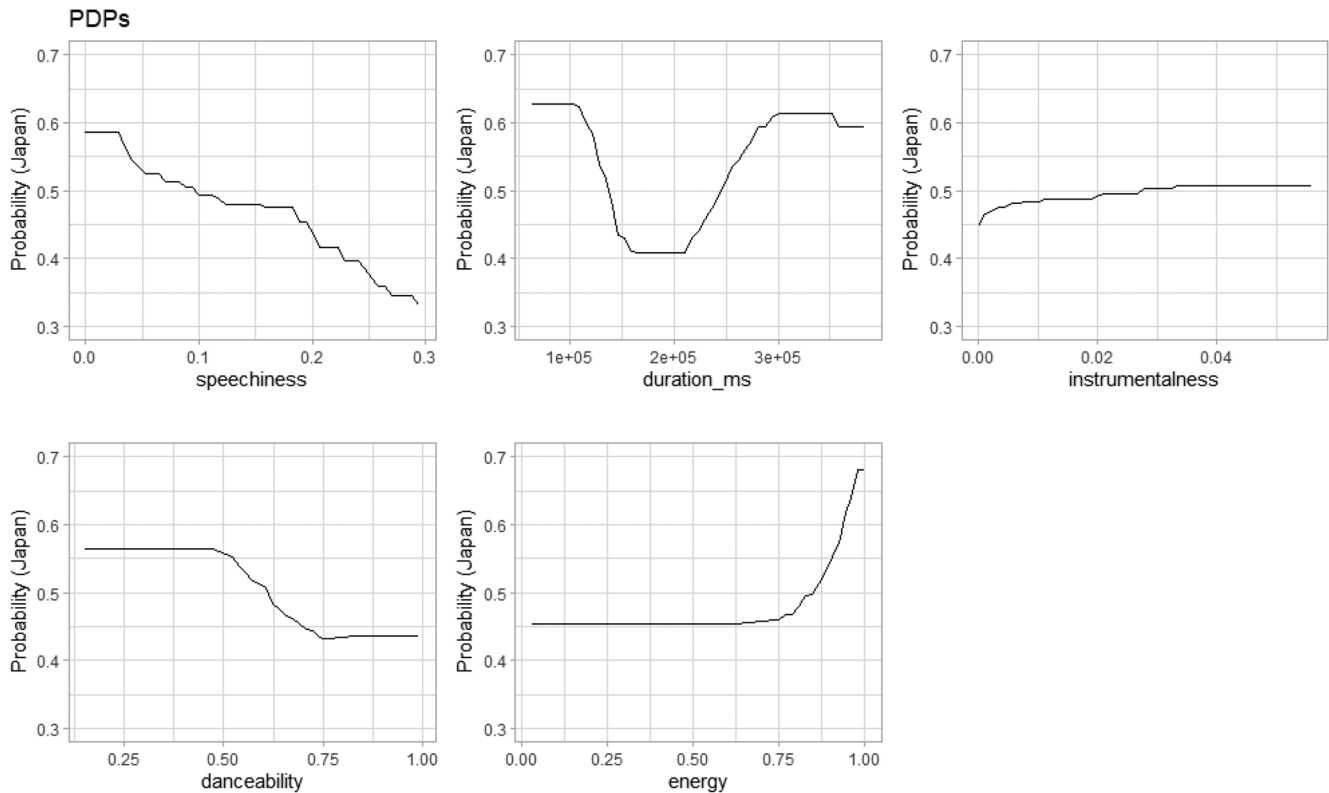 PDPs
0.7
0.6
0.5
0.4
0.3
Probability (Japan)
0.0 0.1 0.2 0.3
speechiness
0.7
0.6
0.5
0.4
0.3
Probability (Japan)
1e+05 2e+05 3e+05
duration_ms
0.7
0.6
0.5
0.4
0.3
Probability (Japan)
0.00 0.02 0.04
instrumentalness
0.7
0.6
0.5
0.4
0.3
Probability (Japan)
0.25 0.50 0.75 1.00
danceability
0.7
0.6
0.5
0.4
0.3
Probability (Japan)
0.00 0.25 0.50 0.75 1.00
energy